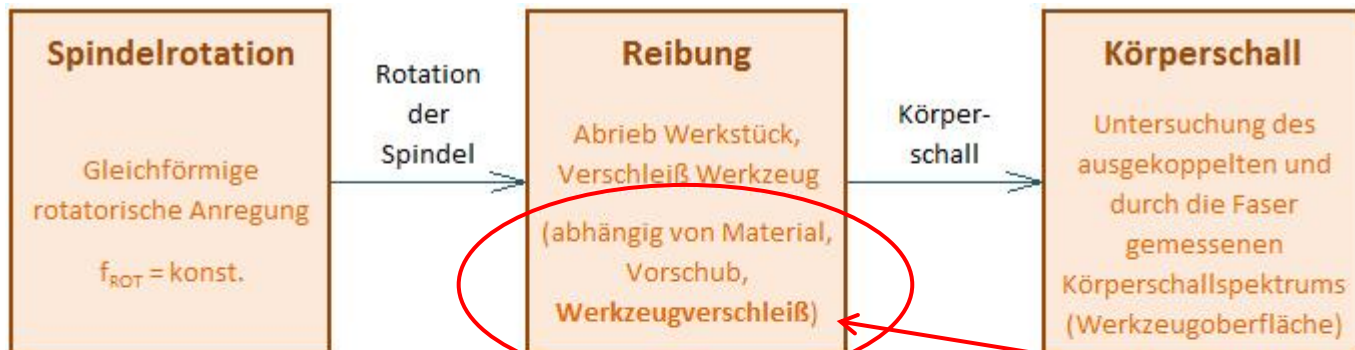 Spindelrotation
Gleichförmige
rotatorische Anregung
f_ROT = konst.
Rotation
der
Spindel
Reibung
Abrieb Werkstück,
Verschleiß Werkzeug
(abhängig von Material,
Vorschub,
Werkzeugverschleiß)
Körper-
schall
Körperschall
Untersuchung des
ausgekoppelten und
durch die Faser
gemessenen
Körperschallspektrums
(Werkzeugoberfläche)